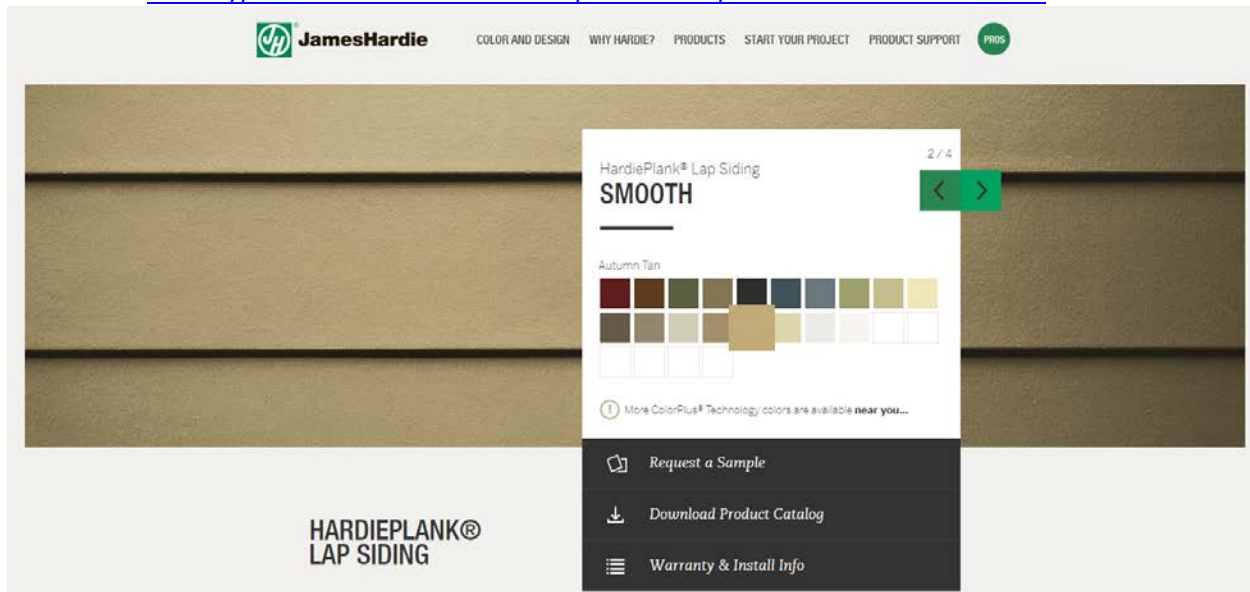 JamesHardie
COLOR AND DESIGN WHY HARDIE? PRODUCTS START YOUR PROJECT PRODUCT SUPPORT PROS
2 / 4
HardiePlank® Lap Siding
SMOOTH
Autumn Tan
More ColorPlus® Technology colors are available near you...
Request a Sample
Download Product Catalog
Warranty & Install Info
HARDIEPLANK®
LAP SIDING